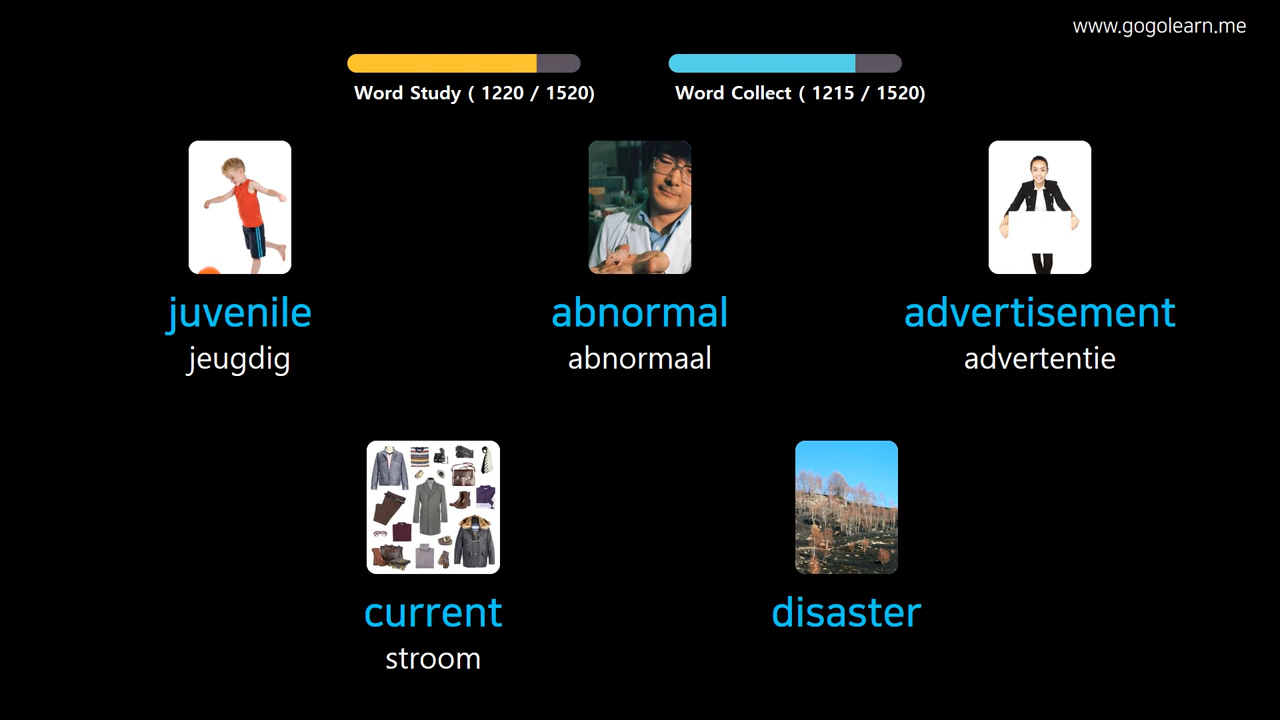 www.gogolearn.me
Word Study ( 1220 / 1520)
Word Collect ( 1215 / 1520)
juvenile
jeugdig
abnormal
abnormaal
advertisement
advertentie
current
stroom
disaster